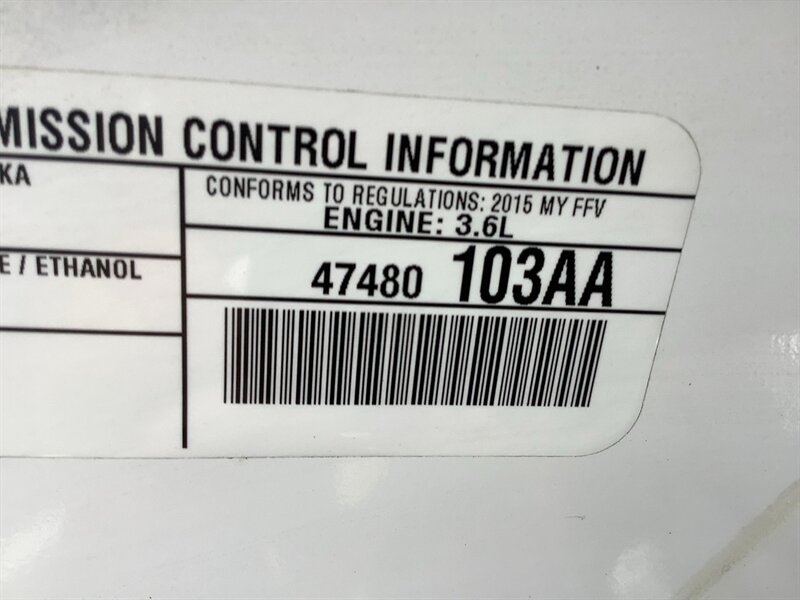 MISSION CONTROL INFORMATION
KA
CONFORMS TO REGULATIONS: 2015 MY FFV
ENGINE: 3.6L
E / ETHANOL
47480 103AA